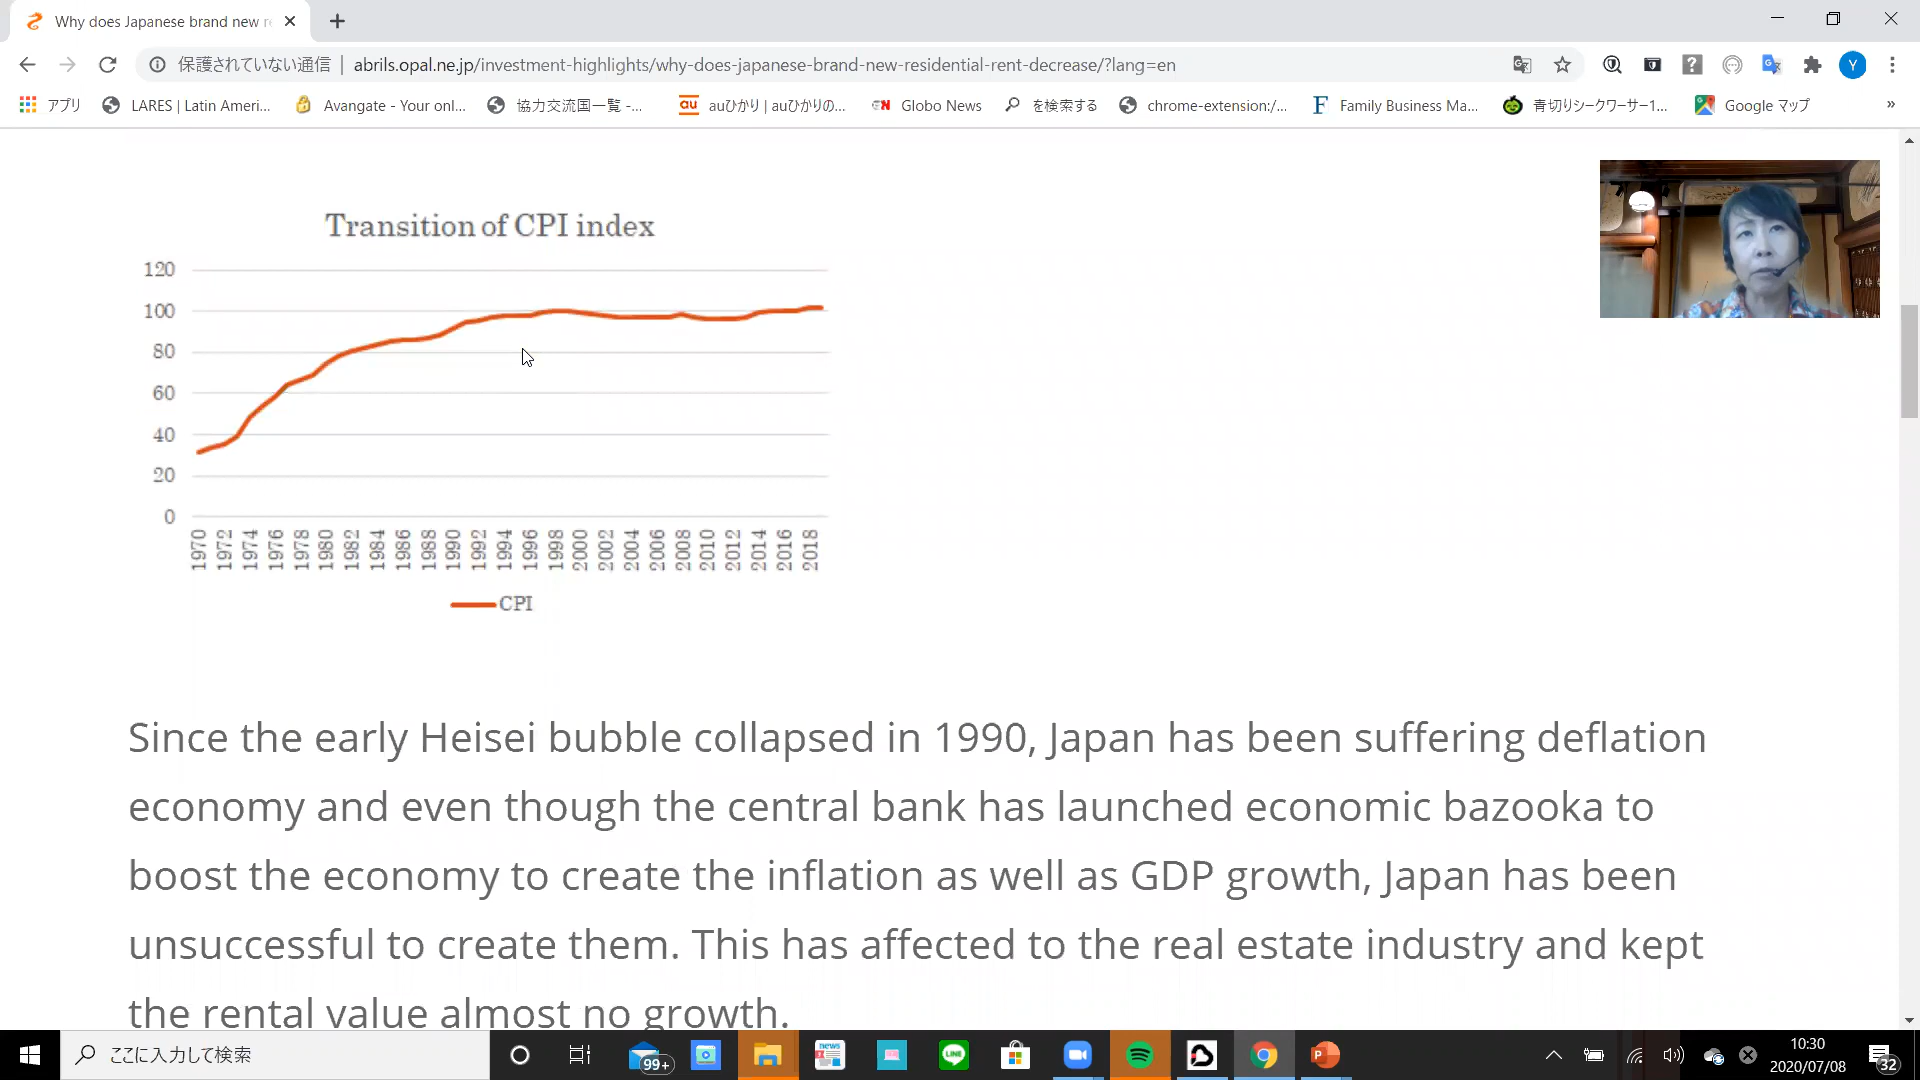 Why does Japanese brand new re
保護されていない通信 | abrils.opal.ne.jp/investment-highlights/why-does-japanese-brand-new-residential-rent-decrease/?lang=en
Y
アプリ LARES | Latin Ameri... Avangate - Your onl... 協力交流国一覧 -... au auひかり | auひかりの... Globo News を検索する chrome-extension:/... F Family Business Ma... 青切りシークワーサー1... Google マップ »
Transition of CPI index
120
100
80
60
40
20
0
1970 1972 1974 1976 1978 1980 1982 1984 1986 1988 1990 1992 1994 1996 1998 2000 2002 2004 2006 2008 2010 2012 2014 2016 2018
CPI
Since the early Heisei bubble collapsed in 1990, Japan has been suffering deflation
economy and even though the central bank has launched economic bazooka to
boost the economy to create the inflation as well as GDP growth, Japan has been
unsuccessful to create them. This has affected to the real estate industry and kept
the rental value almost no growth.
ここに入力して検索
99+
news
LINE
10:30
2020/07/08
32